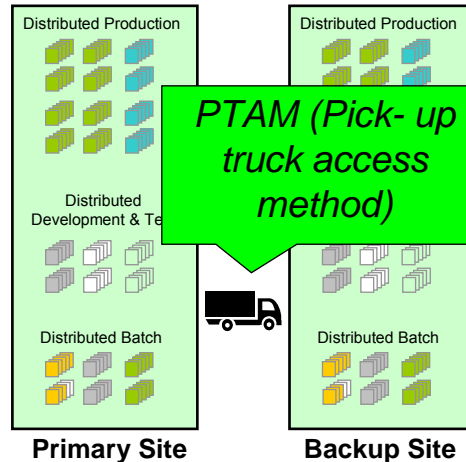 Distributed Production
Distributed Production
PTAM (Pick- up
truck access
method)
Distributed
Development & Te
Distributed Batch
Distributed Batch
Primary Site
Backup Site